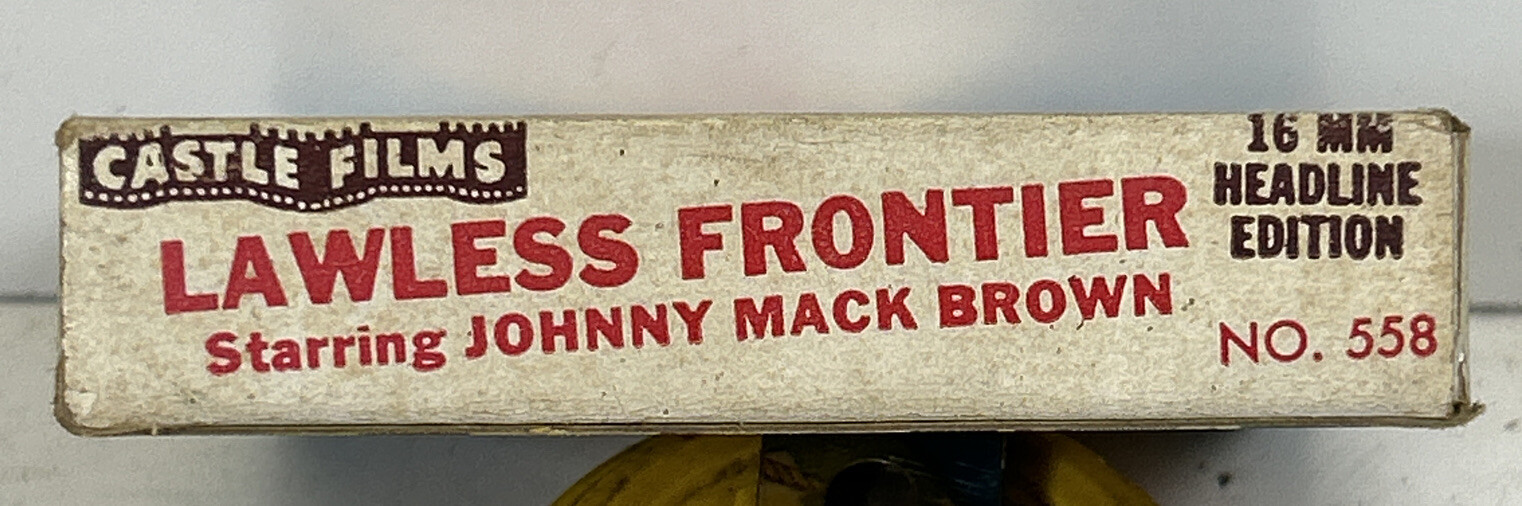 CASTLE FILMS
LAWLESS FRONTIER
Starring JOHNNY MACK BROWN
16 MM
HEADLINE
EDITION
NO. 558